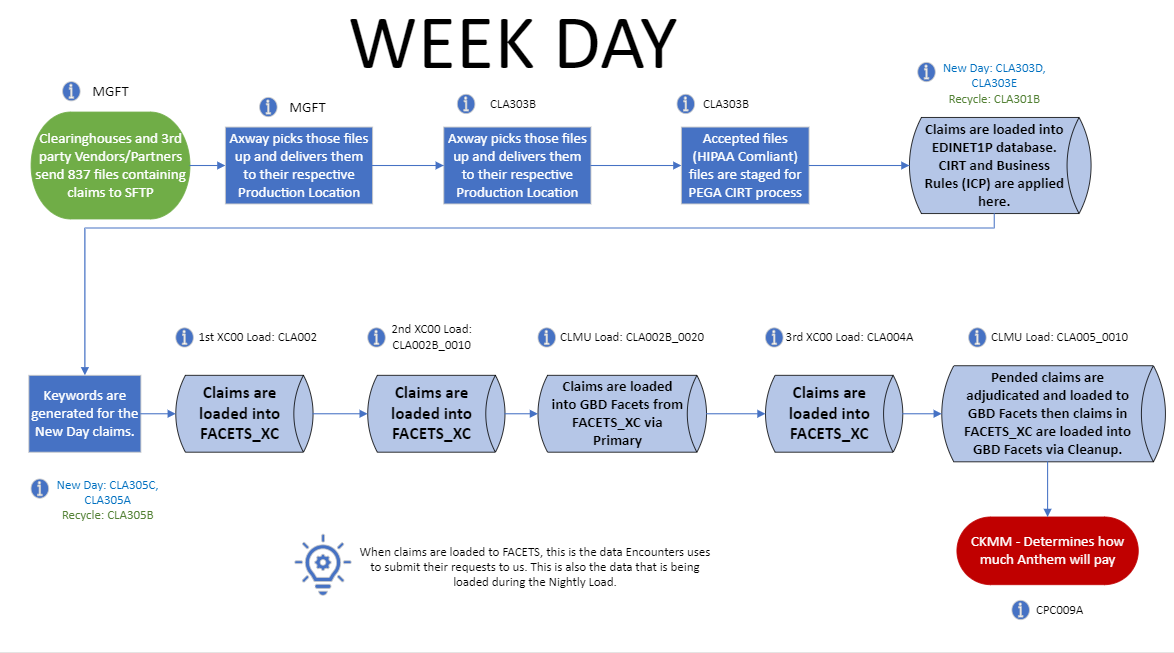 WEEK DAY
MGFT
Clearinghouses and 3rd
party Vendors/Partners
send 837 files containing
claims to SFTP
MGFT
Axway picks those files
up and delivers them
to their respective
Production Location
CLA303B
Axway picks those files
up and delivers them
to their respective
Production Location
CLA303B
Accepted files
(HIPAA Comliant)
files are staged for
PEGA CIRT process
New Day: CLA303D,
CLA303E
Recycle: CLA301B
Claims are loaded into
EDINET1P database.
CIRT and Business
Rules (ICP) are applied
here.
Keywords are
generated for the
New Day claims.
New Day: CLA305C,
CLA305A
Recycle: CLA305B
1st XC00 Load: CLA002
Claims are
loaded into
FACETS_XC
2nd XC00 Load:
CLA002B_0010
Claims are
loaded into
FACETS_XC
CLMU Load: CLA002B_0020
Claims are loaded
into GBD Facets from
FACETS_XC via
Primary
3rd XC00 Load: CLA004A
Claims are
loaded into
FACETS_XC
CLMU Load: CLA005_0010
Pended claims are
adjudicated and loaded to
GBD Facets then claims in
FACETS_XC are loaded into
GBD Facets via Cleanup.
CKMM - Determines how
much Anthem will pay
CPC009A
When claims are loaded to FACETS, this is the data Encounters uses
to submit their requests to us. This is also the data that is being
loaded during the Nightly Load.